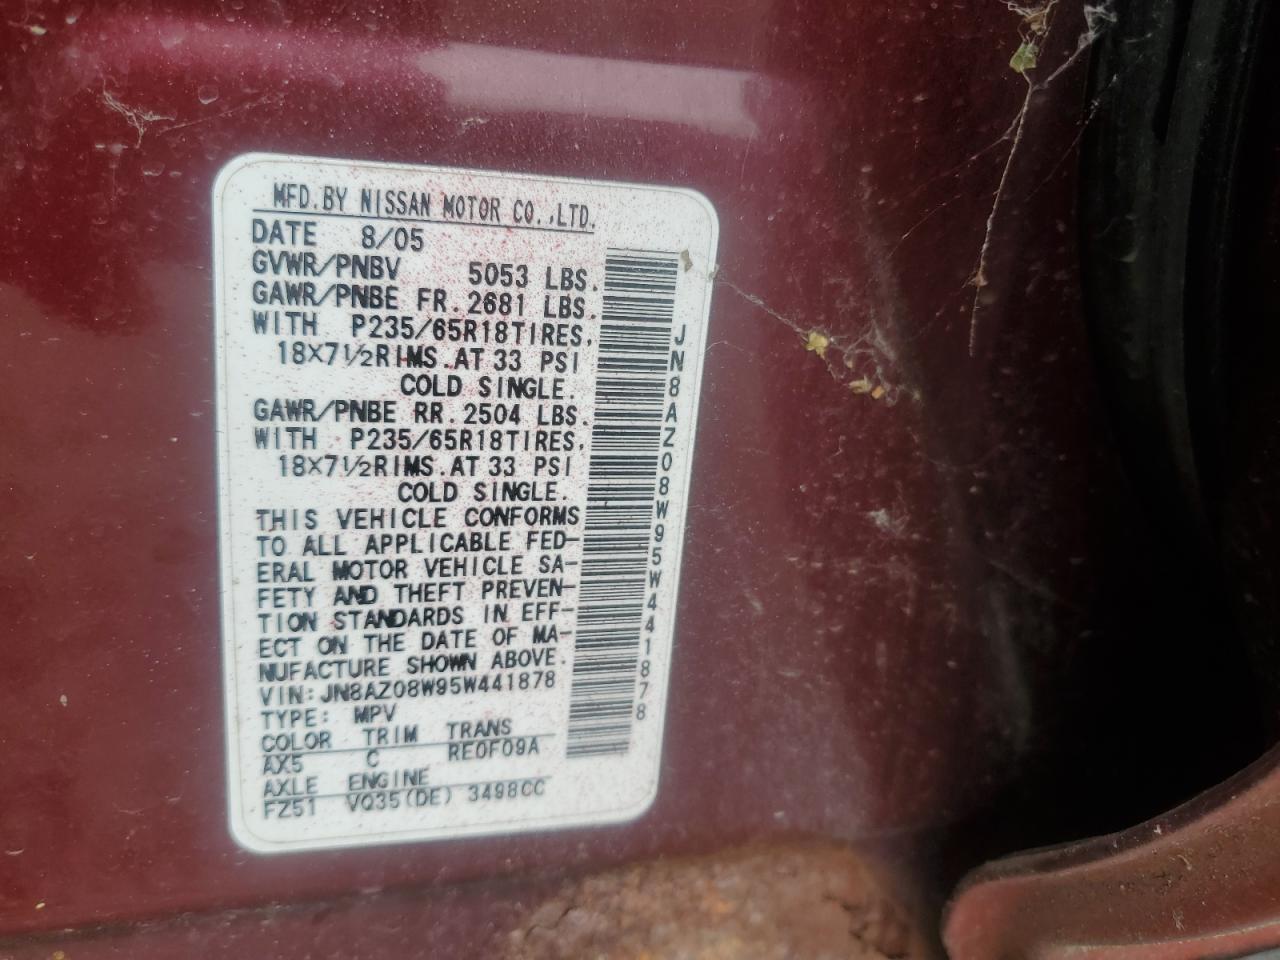 MFD.BY NISSAN MOTOR CO.,LTD.
DATE 8/05
GVWR/PNBV 5053 LBS.
GAWR/PNBE FR.2681 LBS.
WITH P235/65R18TIRES,
18×7½RIMS.AT 33 PSI
COLD SINGLE.
GAWR/PNBE RR.2504 LBS.
WITH P235/65R18TIRES,
18×7½RIMS.AT 33 PSI
COLD SINGLE.
THIS VEHICLE CONFORMS
TO ALL APPLICABLE FED-
ERAL MOTOR VEHICLE SA-
FETY AND THEFT PREVEN-
TION STANDARDS IN EFF-
ECT ON THE DATE OF MA-
NUFACTURE SHOWN ABOVE.
VIN:JN8AZ08W95W441878
TYPE: MPV
COLOR TRIM TRANS
AX5 C RE0F09A
AXLE ENGINE
FZ51 VQ35(DE) 3498CC
JN8AZ08W95W441878